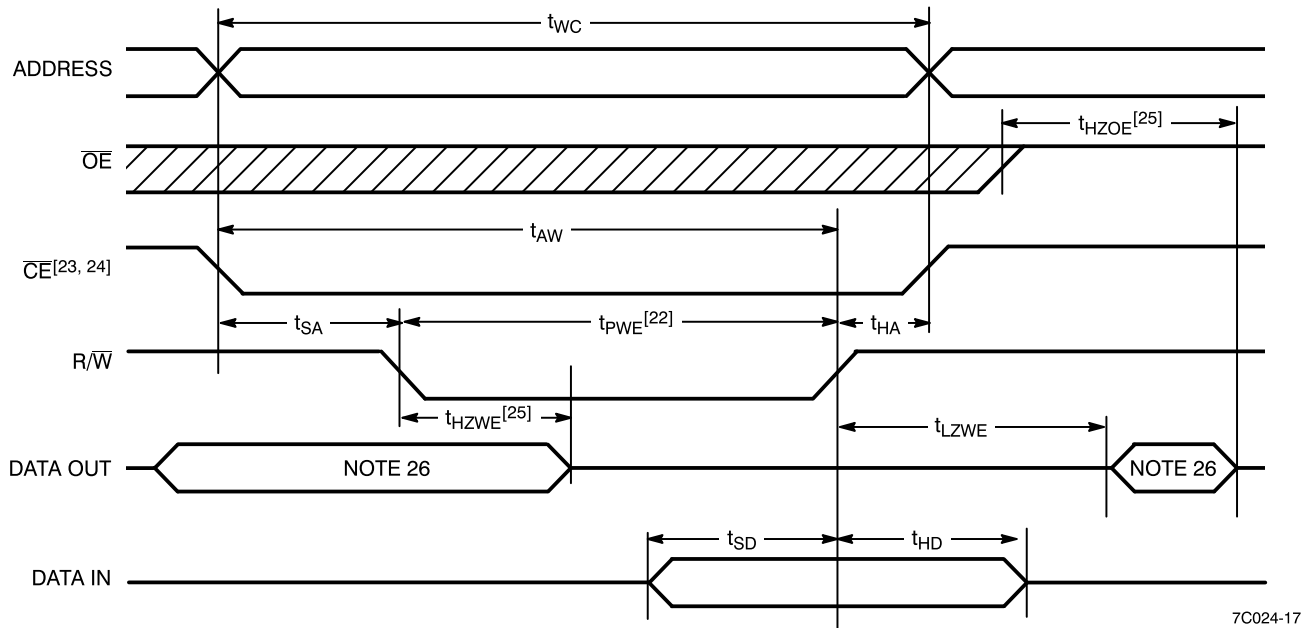 tWC
ADDRESS
tHZOE[25]
OE
tAW
CE[23, 24]
tSA
tPWE[22]
tHA
R/W
tHZWE[25]
tLZWE
DATA OUT
NOTE 26
NOTE 26
tSD
tHD
DATA IN
7C024-17